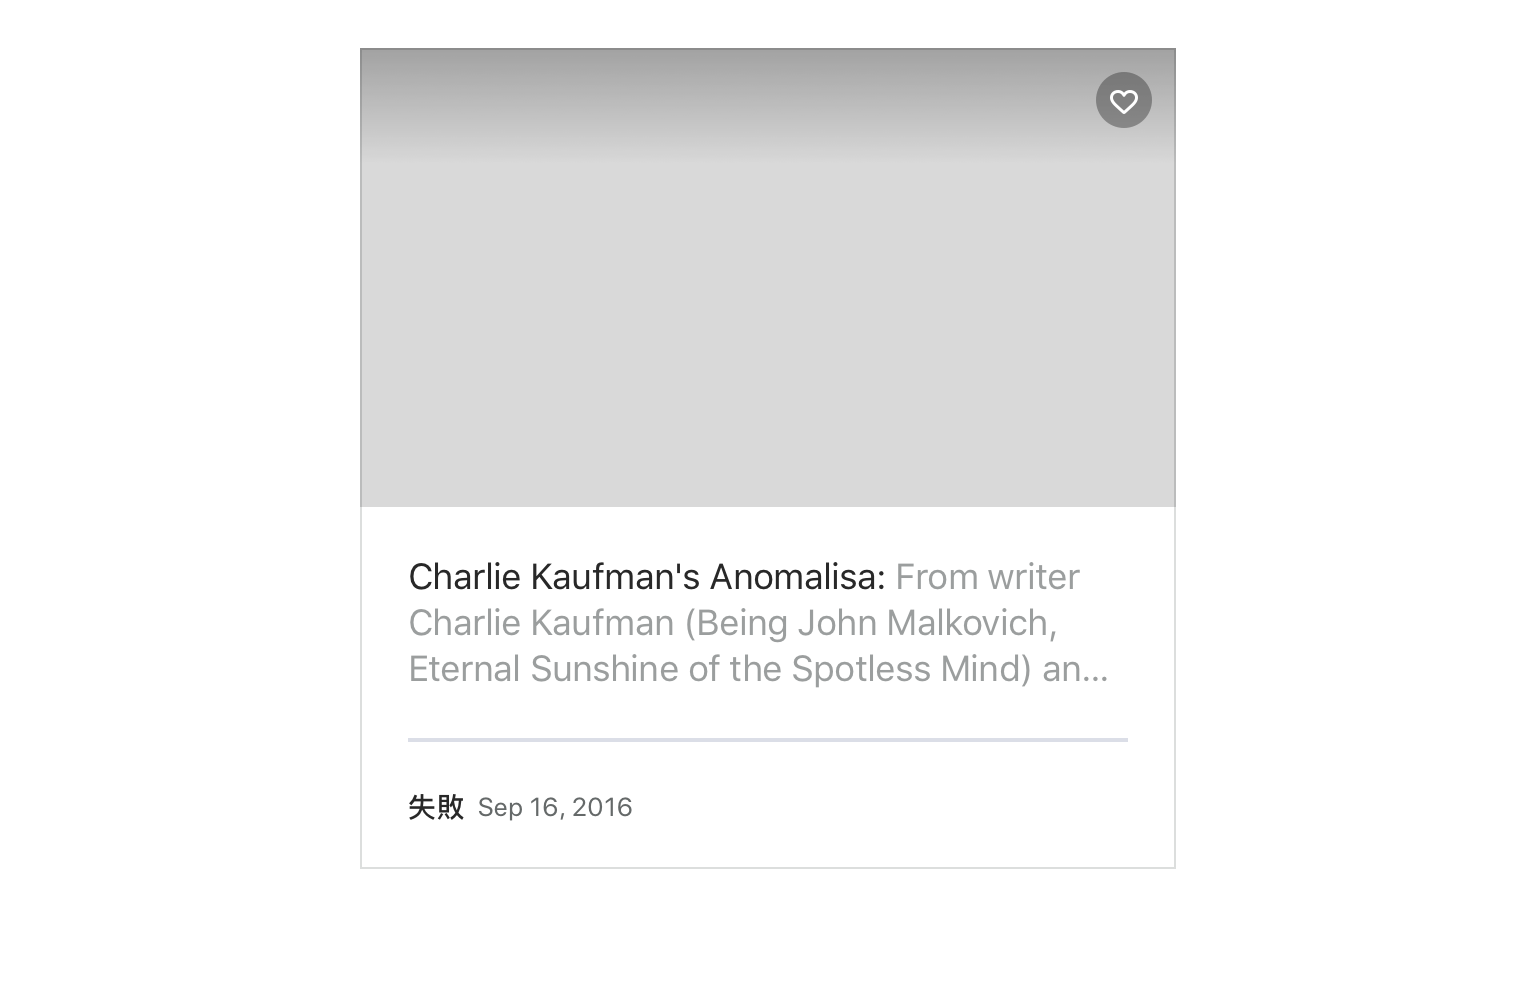 Charlie Kaufman's Anomalisa: From writer
Charlie Kaufman (Being John Malkovich,
Eternal Sunshine of the Spotless Mind) an...
失敗 Sep 16, 2016